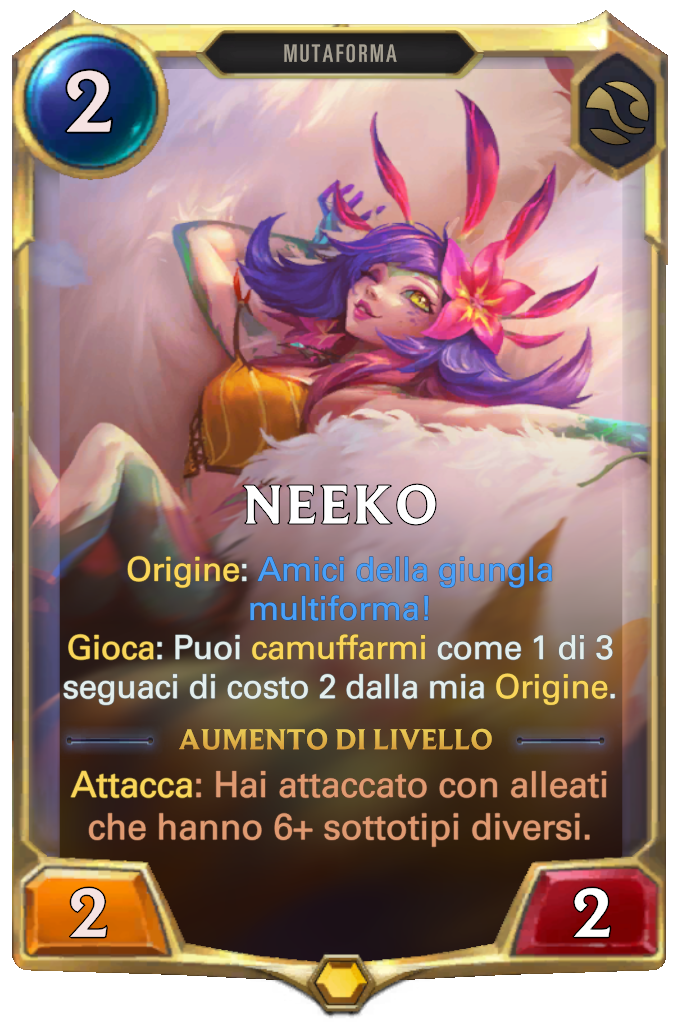 MUTAFORMA
2
NEEKO
Origine: Amici della giungla
multiforma!
Gioca: Puoi camuffarmi come 1 di 3
seguaci di costo 2 dalla mia Origine.
AUMENTO DI LIVELLO
Attacca: Hai attaccato con alleati
che hanno 6+ sottotipi diversi.
2
2